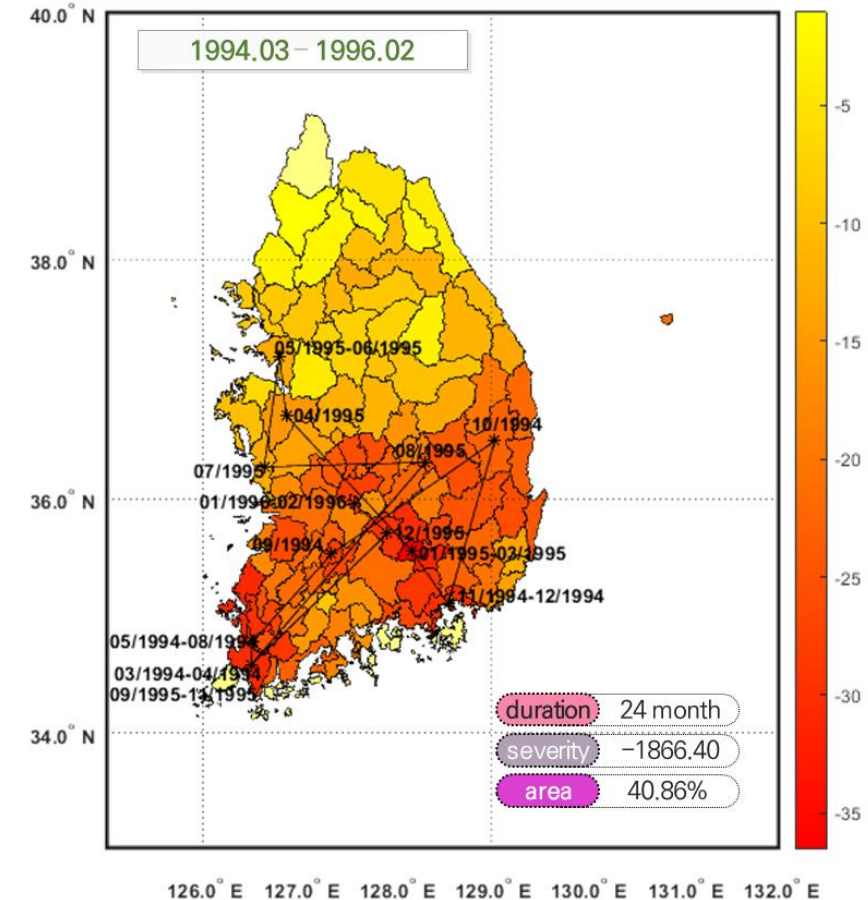 40.0° N
1994.03 – 1996.02
-5
-10
38.0° N
-15
05/1995-06/1995
04/1995
10/1994
08/1995
-20
07/1995
36.0° N
01/1996-02/1996
12/1995
09/1994
01/1995-03/1995
-25
11/1994-12/1994
05/1994-08/1994
03/1994-04/1994
09/1995-11/1995
-30
duration 24 month
34.0° N
severity −1866.40
area 40.86%
-35
126.0° E 127.0° E 128.0° E 129.0° E 130.0° E 131.0° E 132.0° E